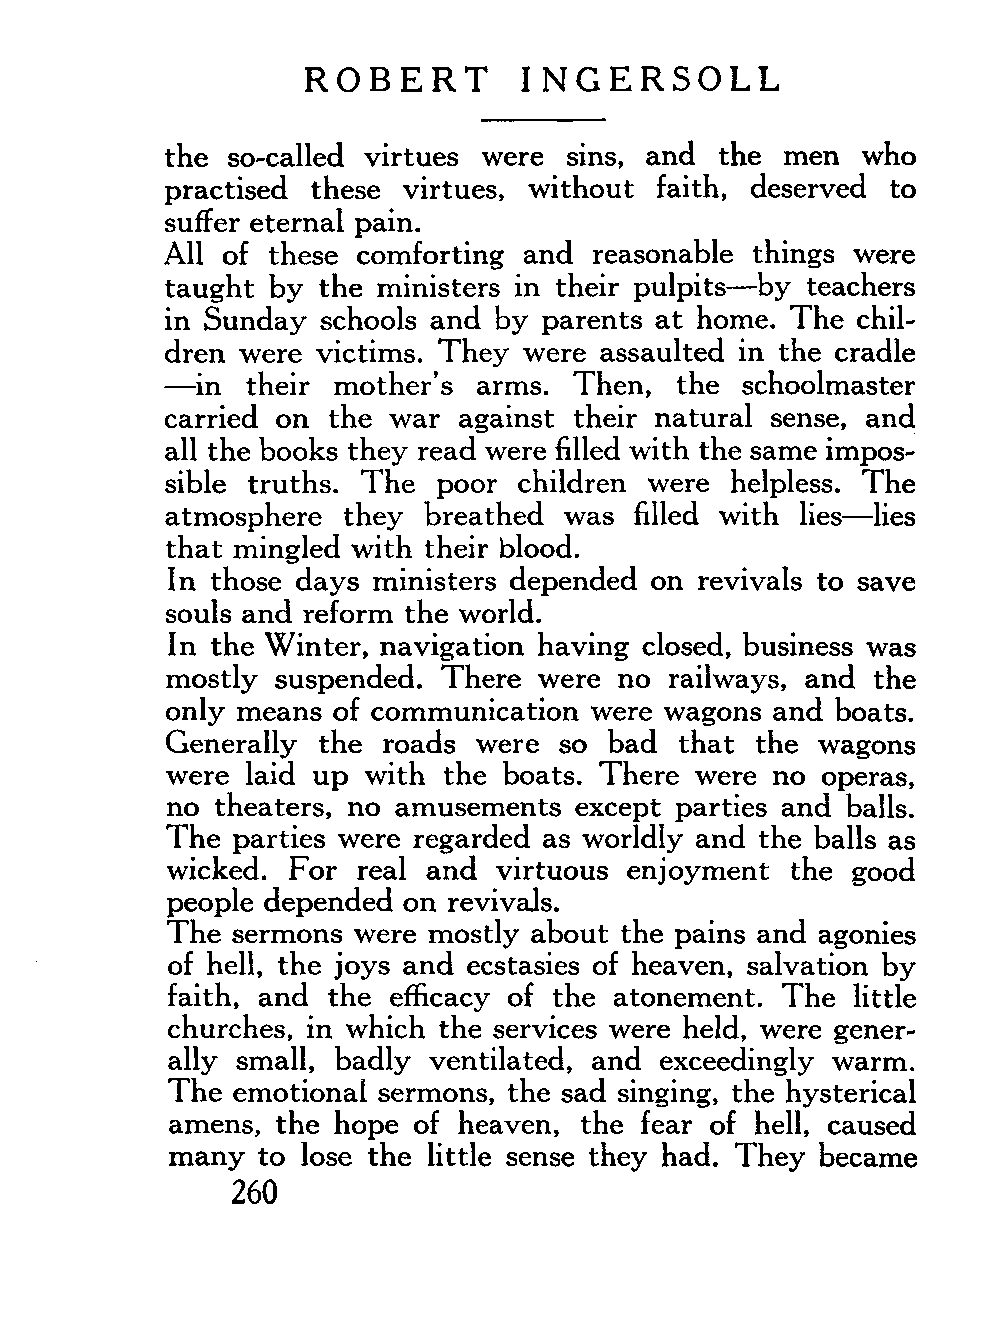 ROBERT INGERSOLL
the so-called virtues were sins, and the men who
practised these virtues, without faith, deserved to
suffer eternal pain.
All of these comforting and reasonable things were
taught by the ministers in their pulpits—by teachers
in Sunday schools and by parents at home. The chil-
dren were victims. They were assaulted in the cradle
—in their mother's arms. Then, the schoolmaster
carried on the war against their natural sense, and
all the books they read were filled with the same impos-
sible truths. The poor children were helpless. The
atmosphere they breathed was filled with lies—lies
that mingled with their blood.
In those days ministers depended on revivals to save
souls and reform the world.
In the Winter, navigation having closed, business was
mostly suspended. There were no railways, and the
only means of communication were wagons and boats.
Generally the roads were so bad that the wagons
were laid up with the boats. There were no operas,
no theaters, no amusements except parties and balls.
The parties were regarded as worldly and the balls as
wicked. For real and virtuous enjoyment the good
people depended on revivals.
The sermons were mostly about the pains and agonies
of hell, the joys and ecstasies of heaven, salvation by
faith, and the efficacy of the atonement. The little
churches, in which the services were held, were gener-
ally small, badly ventilated, and exceedingly warm.
The emotional sermons, the sad singing, the hysterical
amens, the hope of heaven, the fear of hell, caused
many to lose the little sense they had. They became
260